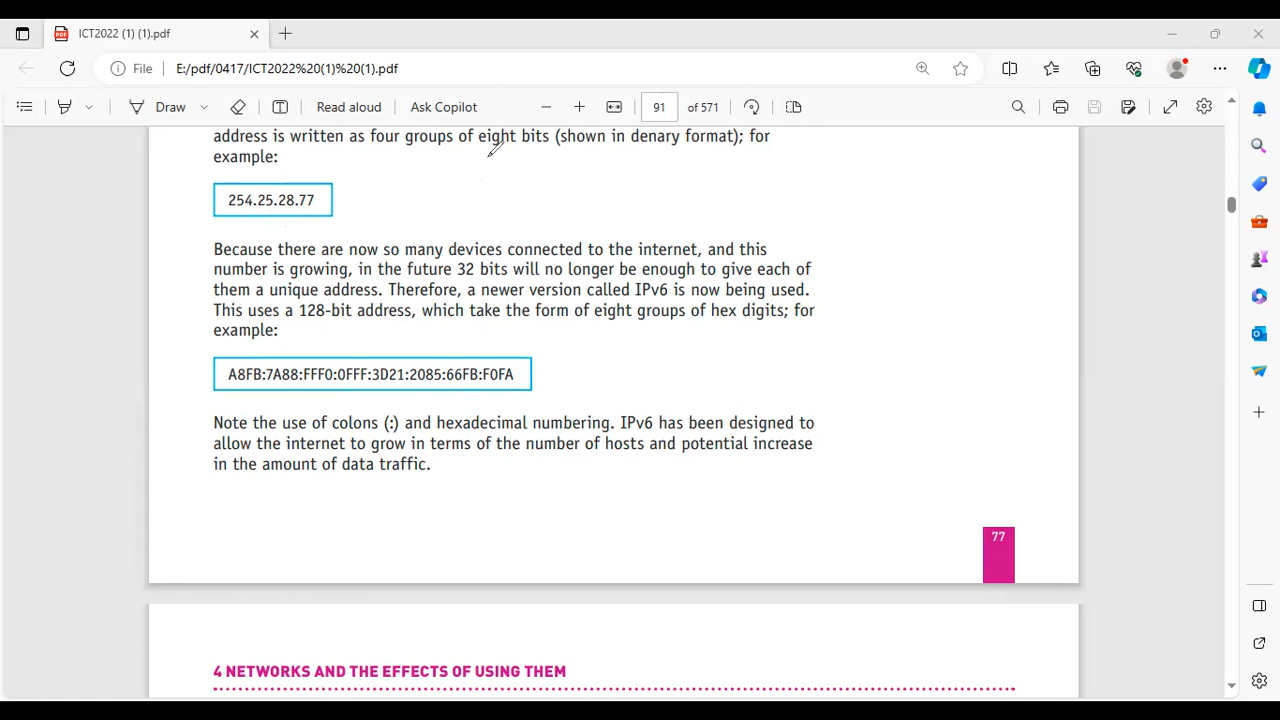 ICT2022 (1) (1).pdf
File
E:/pdf/0417/ICT2022%20(1)%20(1).pdf
Draw
Read aloud
Ask Copilot
91
of 571
address is written as four groups of eight bits (shown in denary format); for
example:
254.25.28.77
Because there are now so many devices connected to the internet, and this
number is growing, in the future 32 bits will no longer be enough to give each of
them a unique address. Therefore, a newer version called IPv6 is now being used.
This uses a 128-bit address, which take the form of eight groups of hex digits; for
example:
A8FB:7A88:FFF0:0FFF:3D21:2085:66FB:F0FA
Note the use of colons (:) and hexadecimal numbering. IPv6 has been designed to
allow the internet to grow in terms of the number of hosts and potential increase
in the amount of data traffic.
77
4 NETWORKS AND THE EFFECTS OF USING THEM